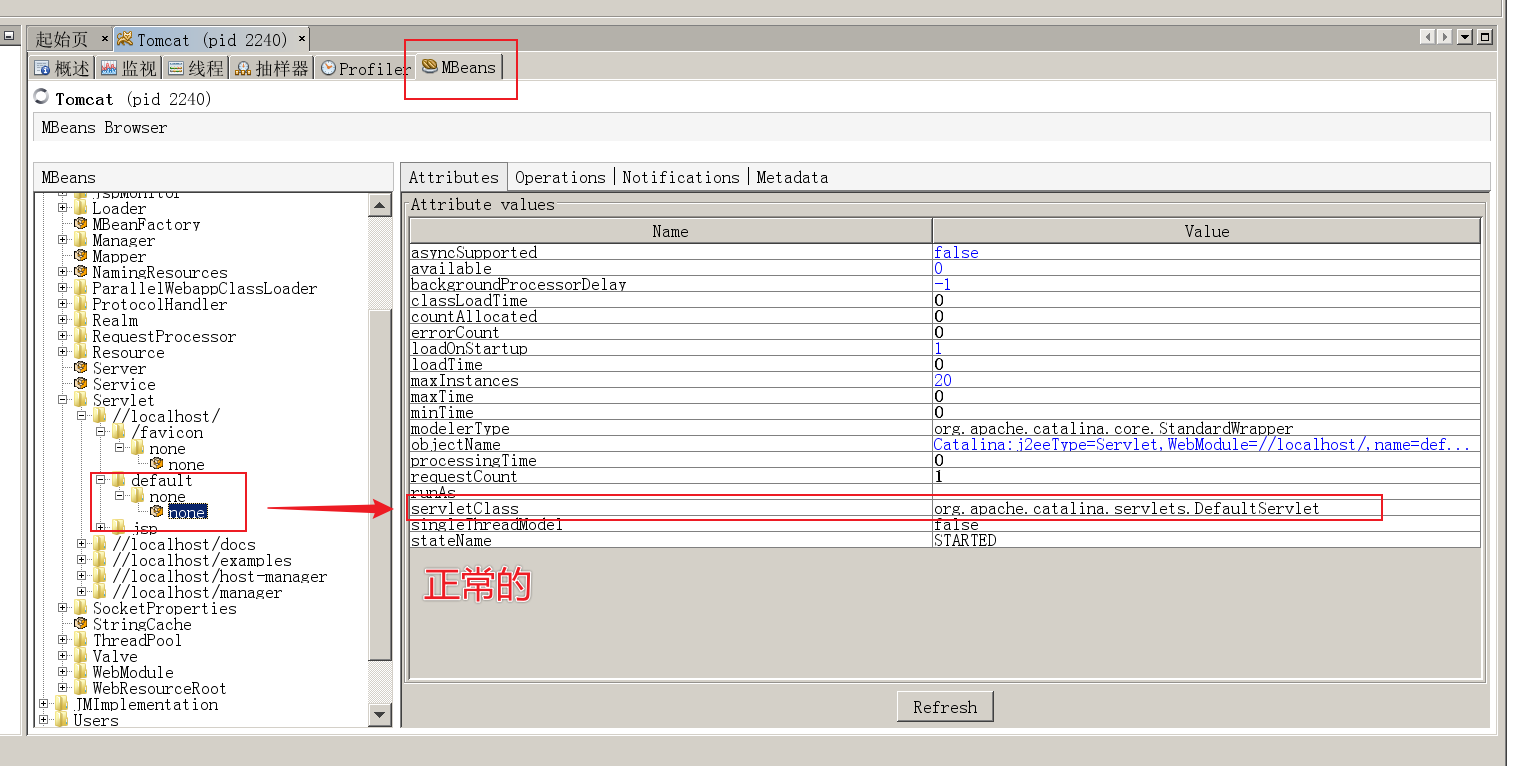 起始页 × Tomcat (pid 2240) ×
概述 监视 线程 抽样器 Profiler MBeans
Tomcat (pid 2240)
MBeans Browser
MBeans
JspMonitor
Loader
MBeanFactory
Manager
Mapper
NamingResources
ParallelWebappClassLoader
ProtocolHandler
Realm
RequestProcessor
Resource
Server
Service
Servlet
//localhost/
/favicon
none
none
default
none
none
jsp
//localhost/docs
//localhost/examples
//localhost/host-manager
//localhost/manager
SocketProperties
StringCache
ThreadPool
Valve
WebModule
WebResourceRoot
JMImplementation
Users
Attributes Operations Notifications Metadata
Attribute values
Name Value
asyncSupported false
available 0
backgroundProcessorDelay -1
classLoadTime 0
countAllocated 0
errorCount 0
loadOnStartup 1
loadTime 0
maxInstances 20
maxTime 0
minTime 0
modelerType org.apache.catalina.core.StandardWrapper
objectName Catalina:j2eeType=Servlet,WebModule=//localhost/,name=def...
processingTime 0
requestCount 1
runAs
servletClass org.apache.catalina.servlets.DefaultServlet
singleThreadModel false
stateName STARTED
正常的
Refresh